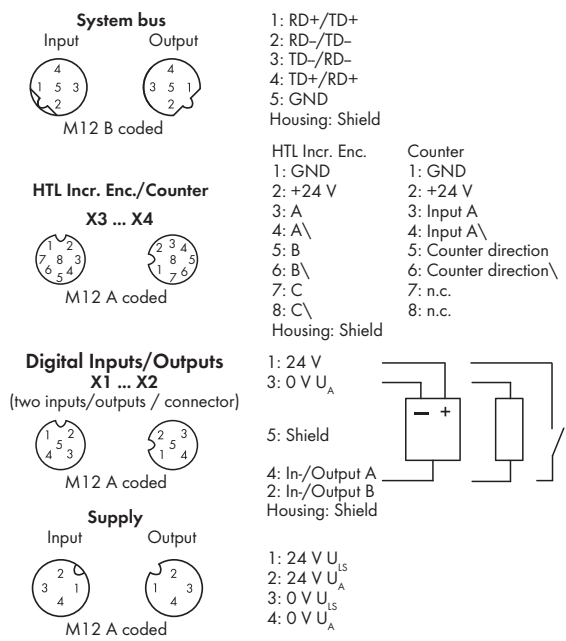 System bus
Input Output
4
1 5 3
2
4
3 5 1
2
M12 B coded
1: RD+/TD+
2: RD–/TD–
3: TD–/RD–
4: TD+/RD+
5: GND
Housing: Shield
HTL Incr. Enc./Counter
X3 ... X4
1 2
7 8 3
6 5 4
2 3 4
8 5
1 7 6
M12 A coded
HTL Incr. Enc.
1: GND
2: +24 V
3: A
4: A\
5: B
6: B\
7: C
8: C\
Housing: Shield
Counter
1: GND
2: +24 V
3: Input A
4: Input A\
5: Counter direction
6: Counter direction\
7: n.c.
8: n.c.
Digital Inputs/Outputs
X1 ... X2
(two inputs/outputs / connector)
1 2
5
4 3
2 3
5
1 4
M12 A coded
1: 24 V
3: 0 V U_A
5: Shield
4: In-/Output A
2: In-/Output B
Housing: Shield
– +
Supply
Input Output
2
3 1
4
2
1 3
4
M12 A coded
1: 24 V U_LS
2: 24 V U_A
3: 0 V U_LS
4: 0 V U_A